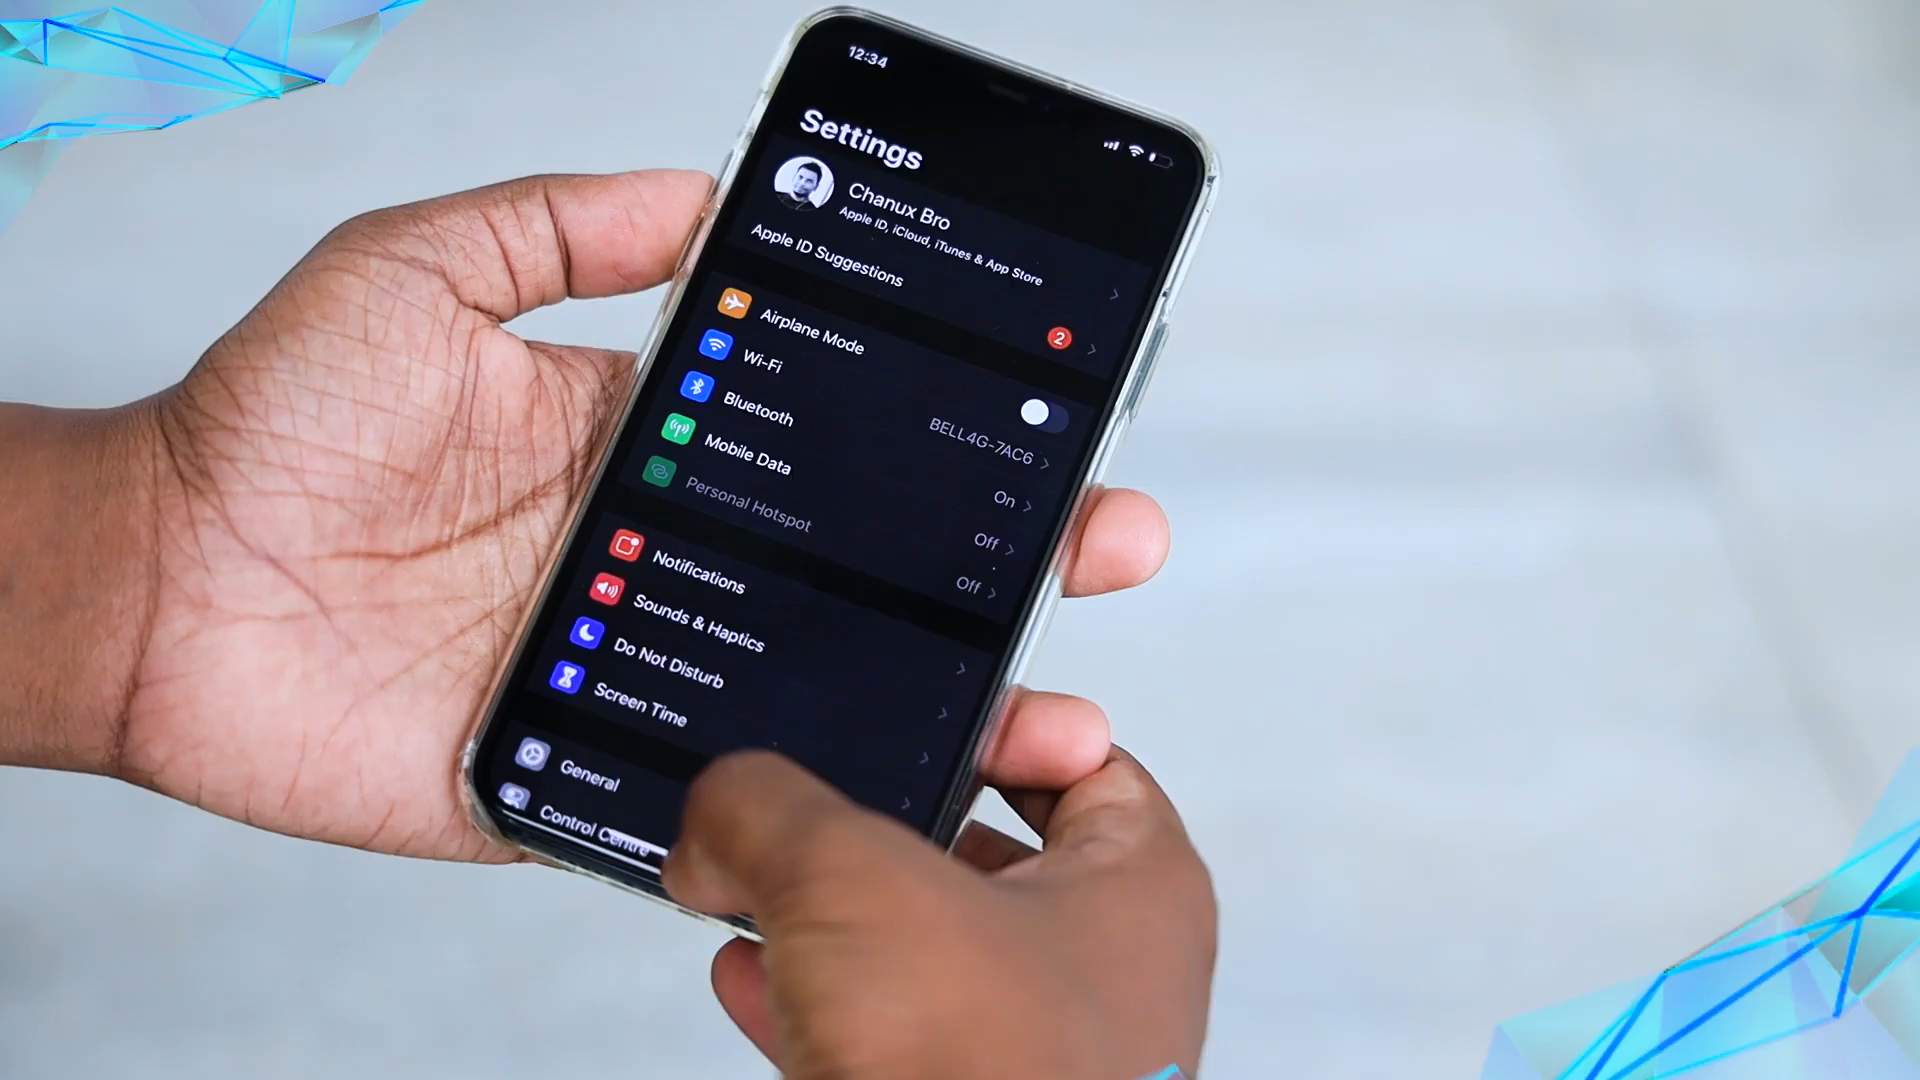 12:34
Settings
Chanux Bro
Apple ID, iCloud, iTunes & App Store
Apple ID Suggestions
2
Airplane Mode
Wi-Fi
BELL4G-7AC6
Bluetooth
On
Mobile Data
Off
Personal Hotspot
Off
Notifications
Sounds & Haptics
Do Not Disturb
Screen Time
General
Control Centre